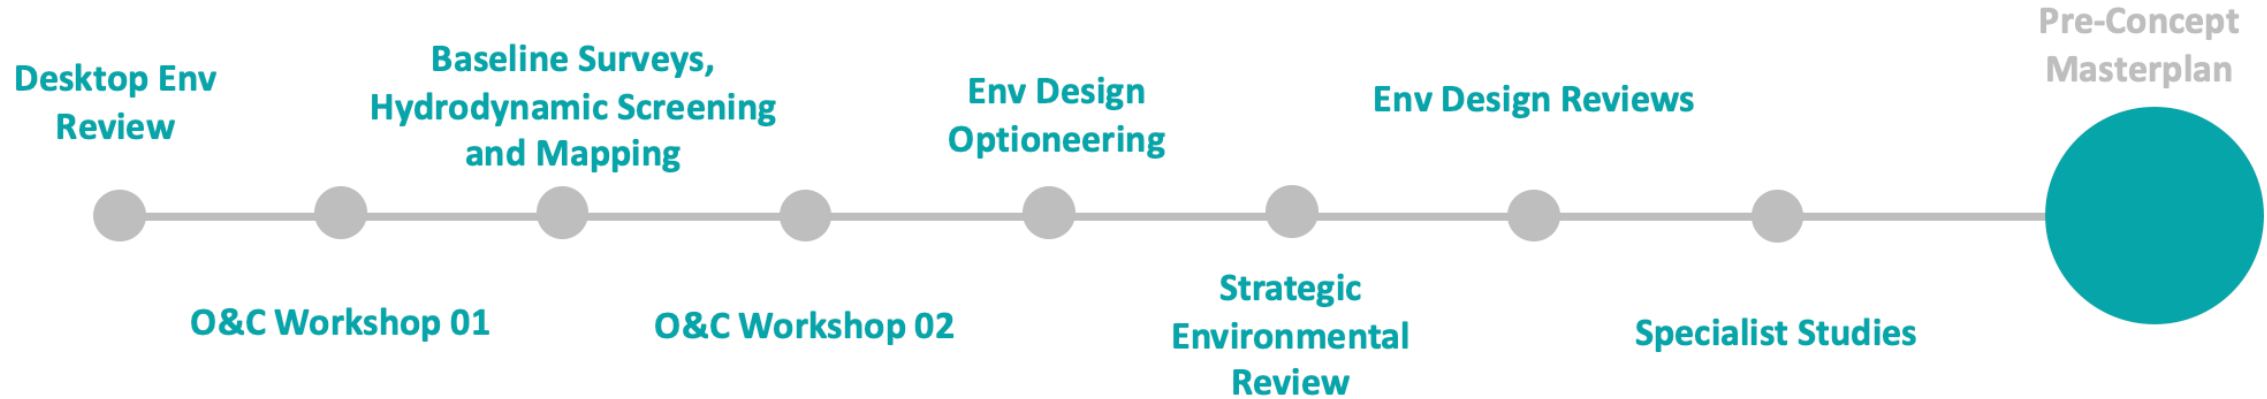 Desktop Env
Review
O&C Workshop 01
Baseline Surveys,
Hydrodynamic Screening
and Mapping
O&C Workshop 02
Env Design
Optioneering
Strategic
Environmental
Review
Env Design Reviews
Specialist Studies
Pre-Concept
Masterplan